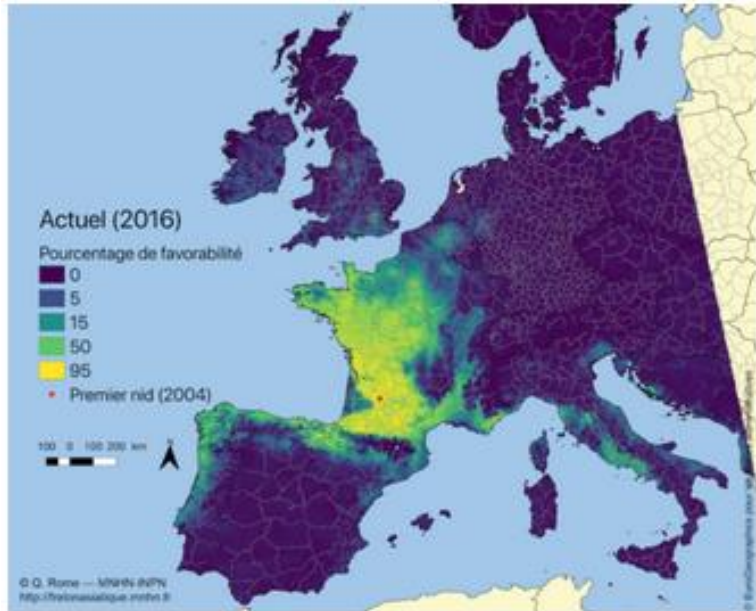 Actuel (2016)
Pourcentage de favorabilité
0
5
15
50
95
Premier nid (2004)
100 0 100 200 km
N
© Q. Rome — MNHN-INPN
http://frelonasiatique.mnhn.fr